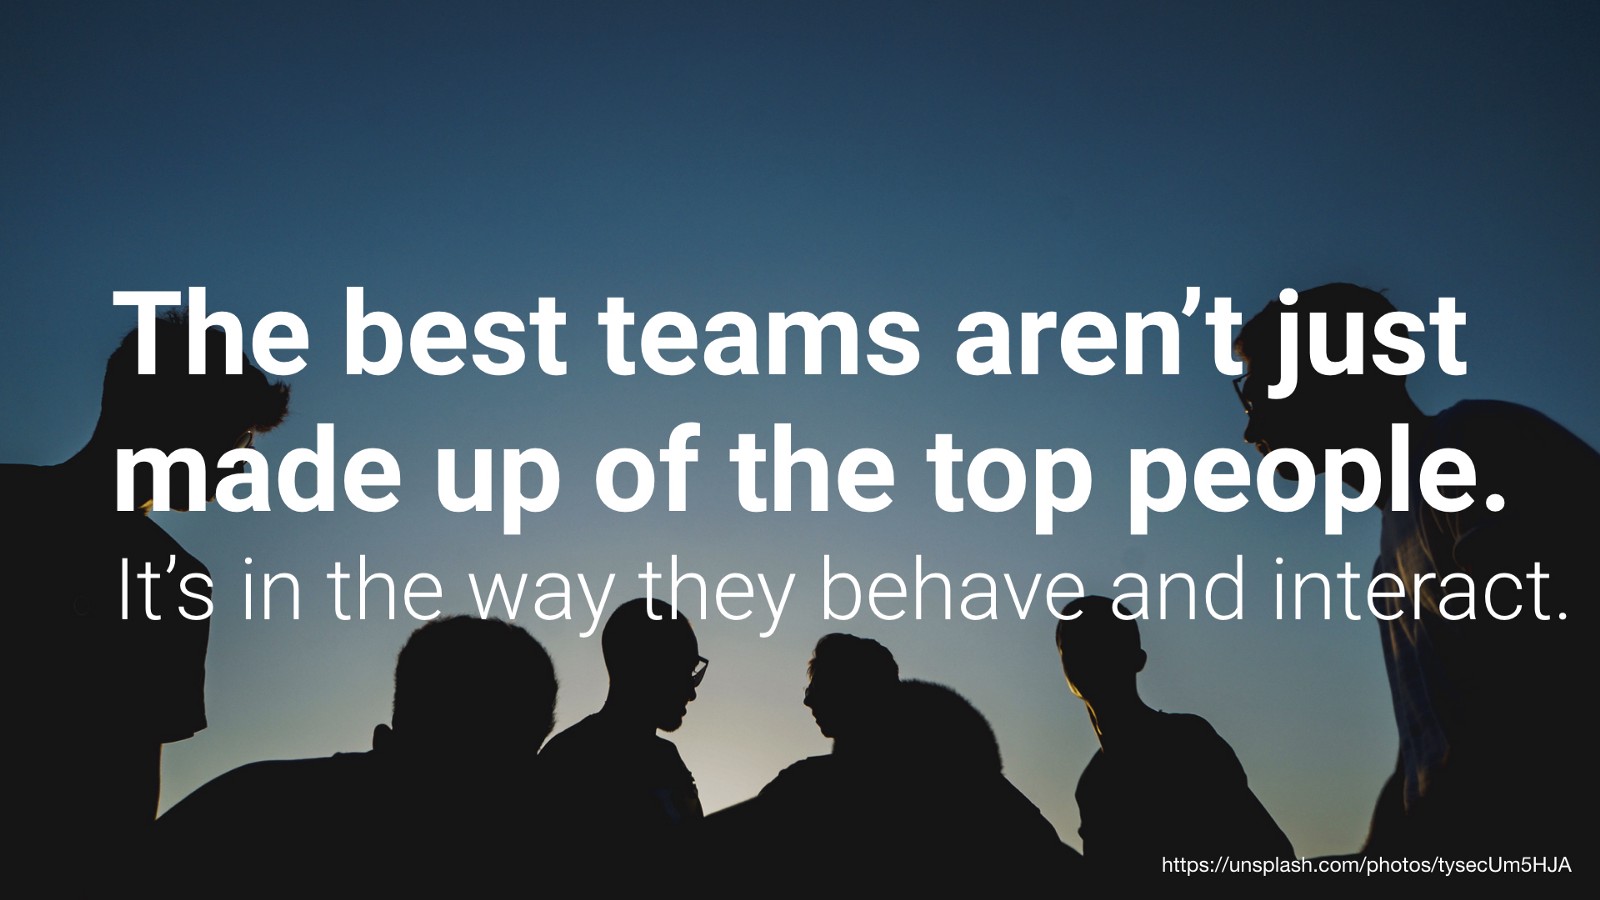 The best teams aren’t just
made up of the top people.
It’s in the way they behave and interact.
https://unsplash.com/photos/tysecUm5HJA